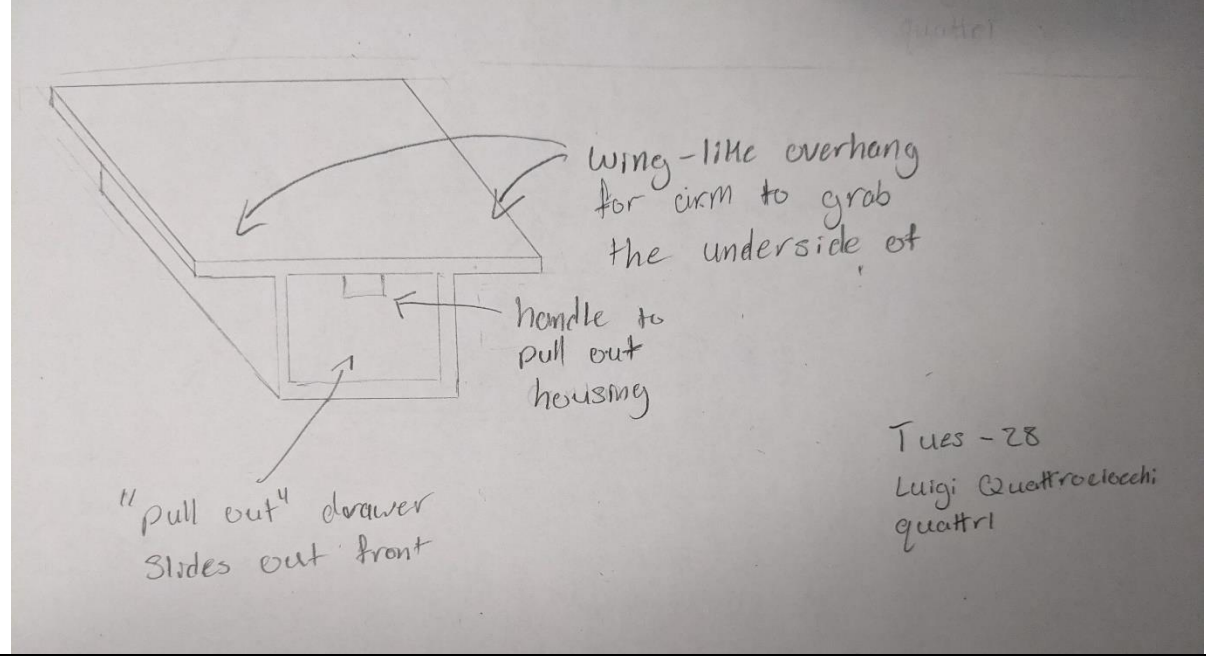 quattrl
wing-like overhang
for arm to grab
the underside of
handle to
pull out
housing
"pull out" drawer
slides out front
Tues - 28
Luigi Quattrociocchi
quattrl